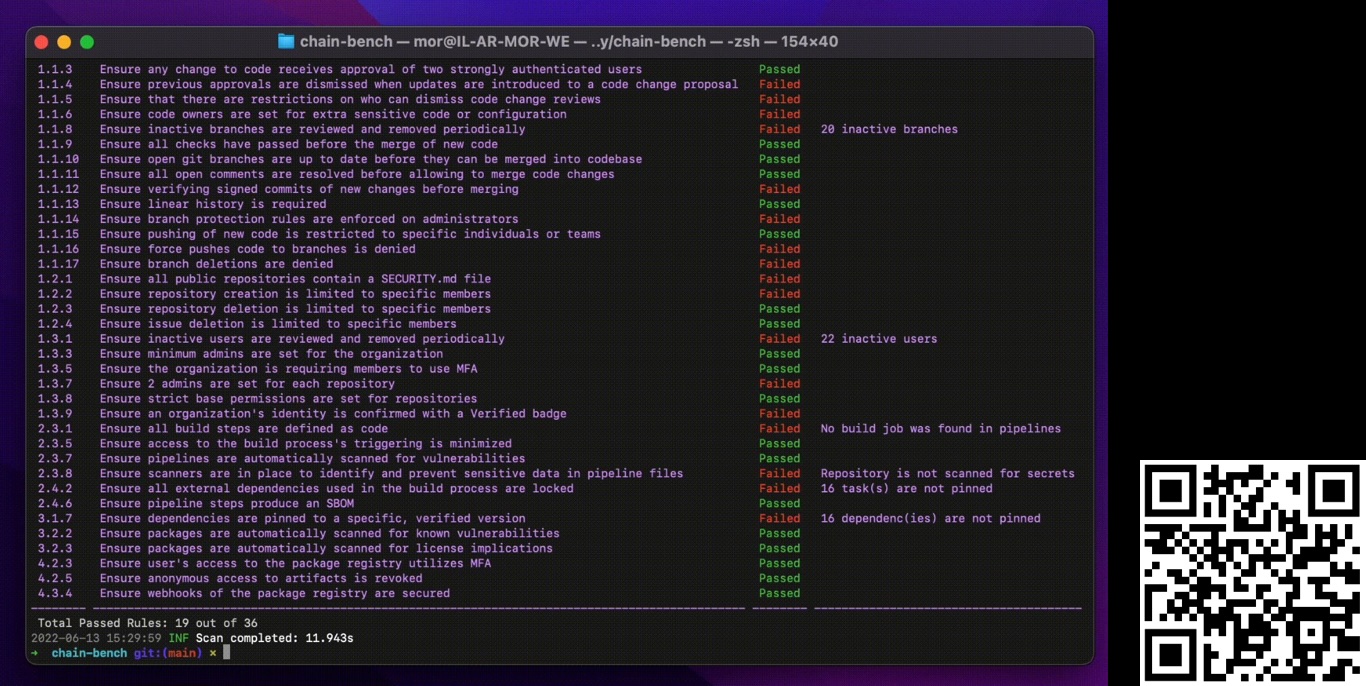 chain-bench — mor@IL-AR-MOR-WE — ..y/chain-bench — -zsh — 154×40
1.1.3 Ensure any change to code receives approval of two strongly authenticated users Passed
1.1.4 Ensure previous approvals are dismissed when updates are introduced to a code change proposal Failed
1.1.5 Ensure that there are restrictions on who can dismiss code change reviews Failed
1.1.6 Ensure code owners are set for extra sensitive code or configuration Failed
1.1.8 Ensure inactive branches are reviewed and removed periodically Failed 20 inactive branches
1.1.9 Ensure all checks have passed before the merge of new code Passed
1.1.10 Ensure open git branches are up to date before they can be merged into codebase Passed
1.1.11 Ensure all open comments are resolved before allowing to merge code changes Passed
1.1.12 Ensure verifying signed commits of new changes before merging Failed
1.1.13 Ensure linear history is required Passed
1.1.14 Ensure branch protection rules are enforced on administrators Failed
1.1.15 Ensure pushing of new code is restricted to specific individuals or teams Passed
1.1.16 Ensure force pushes code to branches is denied Failed
1.1.17 Ensure branch deletions are denied Failed
1.2.1 Ensure all public repositories contain a SECURITY.md file Failed
1.2.2 Ensure repository creation is limited to specific members Failed
1.2.3 Ensure repository deletion is limited to specific members Passed
1.2.4 Ensure issue deletion is limited to specific members Passed
1.3.1 Ensure inactive users are reviewed and removed periodically Failed 22 inactive users
1.3.3 Ensure minimum admins are set for the organization Passed
1.3.5 Ensure the organization is requiring members to use MFA Passed
1.3.7 Ensure 2 admins are set for each repository Failed
1.3.8 Ensure strict base permissions are set for repositories Passed
1.3.9 Ensure an organization's identity is confirmed with a Verified badge Failed
2.3.1 Ensure all build steps are defined as code Failed No build job was found in pipelines
2.3.5 Ensure access to the build process's triggering is minimized Passed
2.3.7 Ensure pipelines are automatically scanned for vulnerabilities Passed
2.3.8 Ensure scanners are in place to identify and prevent sensitive data in pipeline files Failed Repository is not scanned for secrets
2.4.2 Ensure all external dependencies used in the build process are locked Failed 16 task(s) are not pinned
2.4.6 Ensure pipeline steps produce an SBOM Passed
3.1.7 Ensure dependencies are pinned to a specific, verified version Failed 16 dependenc(ies) are not pinned
3.2.2 Ensure packages are automatically scanned for known vulnerabilities Passed
3.2.3 Ensure packages are automatically scanned for license implications Passed
4.2.3 Ensure user's access to the package registry utilizes MFA Passed
4.2.5 Ensure anonymous access to artifacts is revoked Passed
4.3.4 Ensure webhooks of the package registry are secured Passed
Total Passed Rules: 19 out of 36
2022-06-13 15:29:59 INF Scan completed: 11.943s
→ chain-bench git:(main) ×